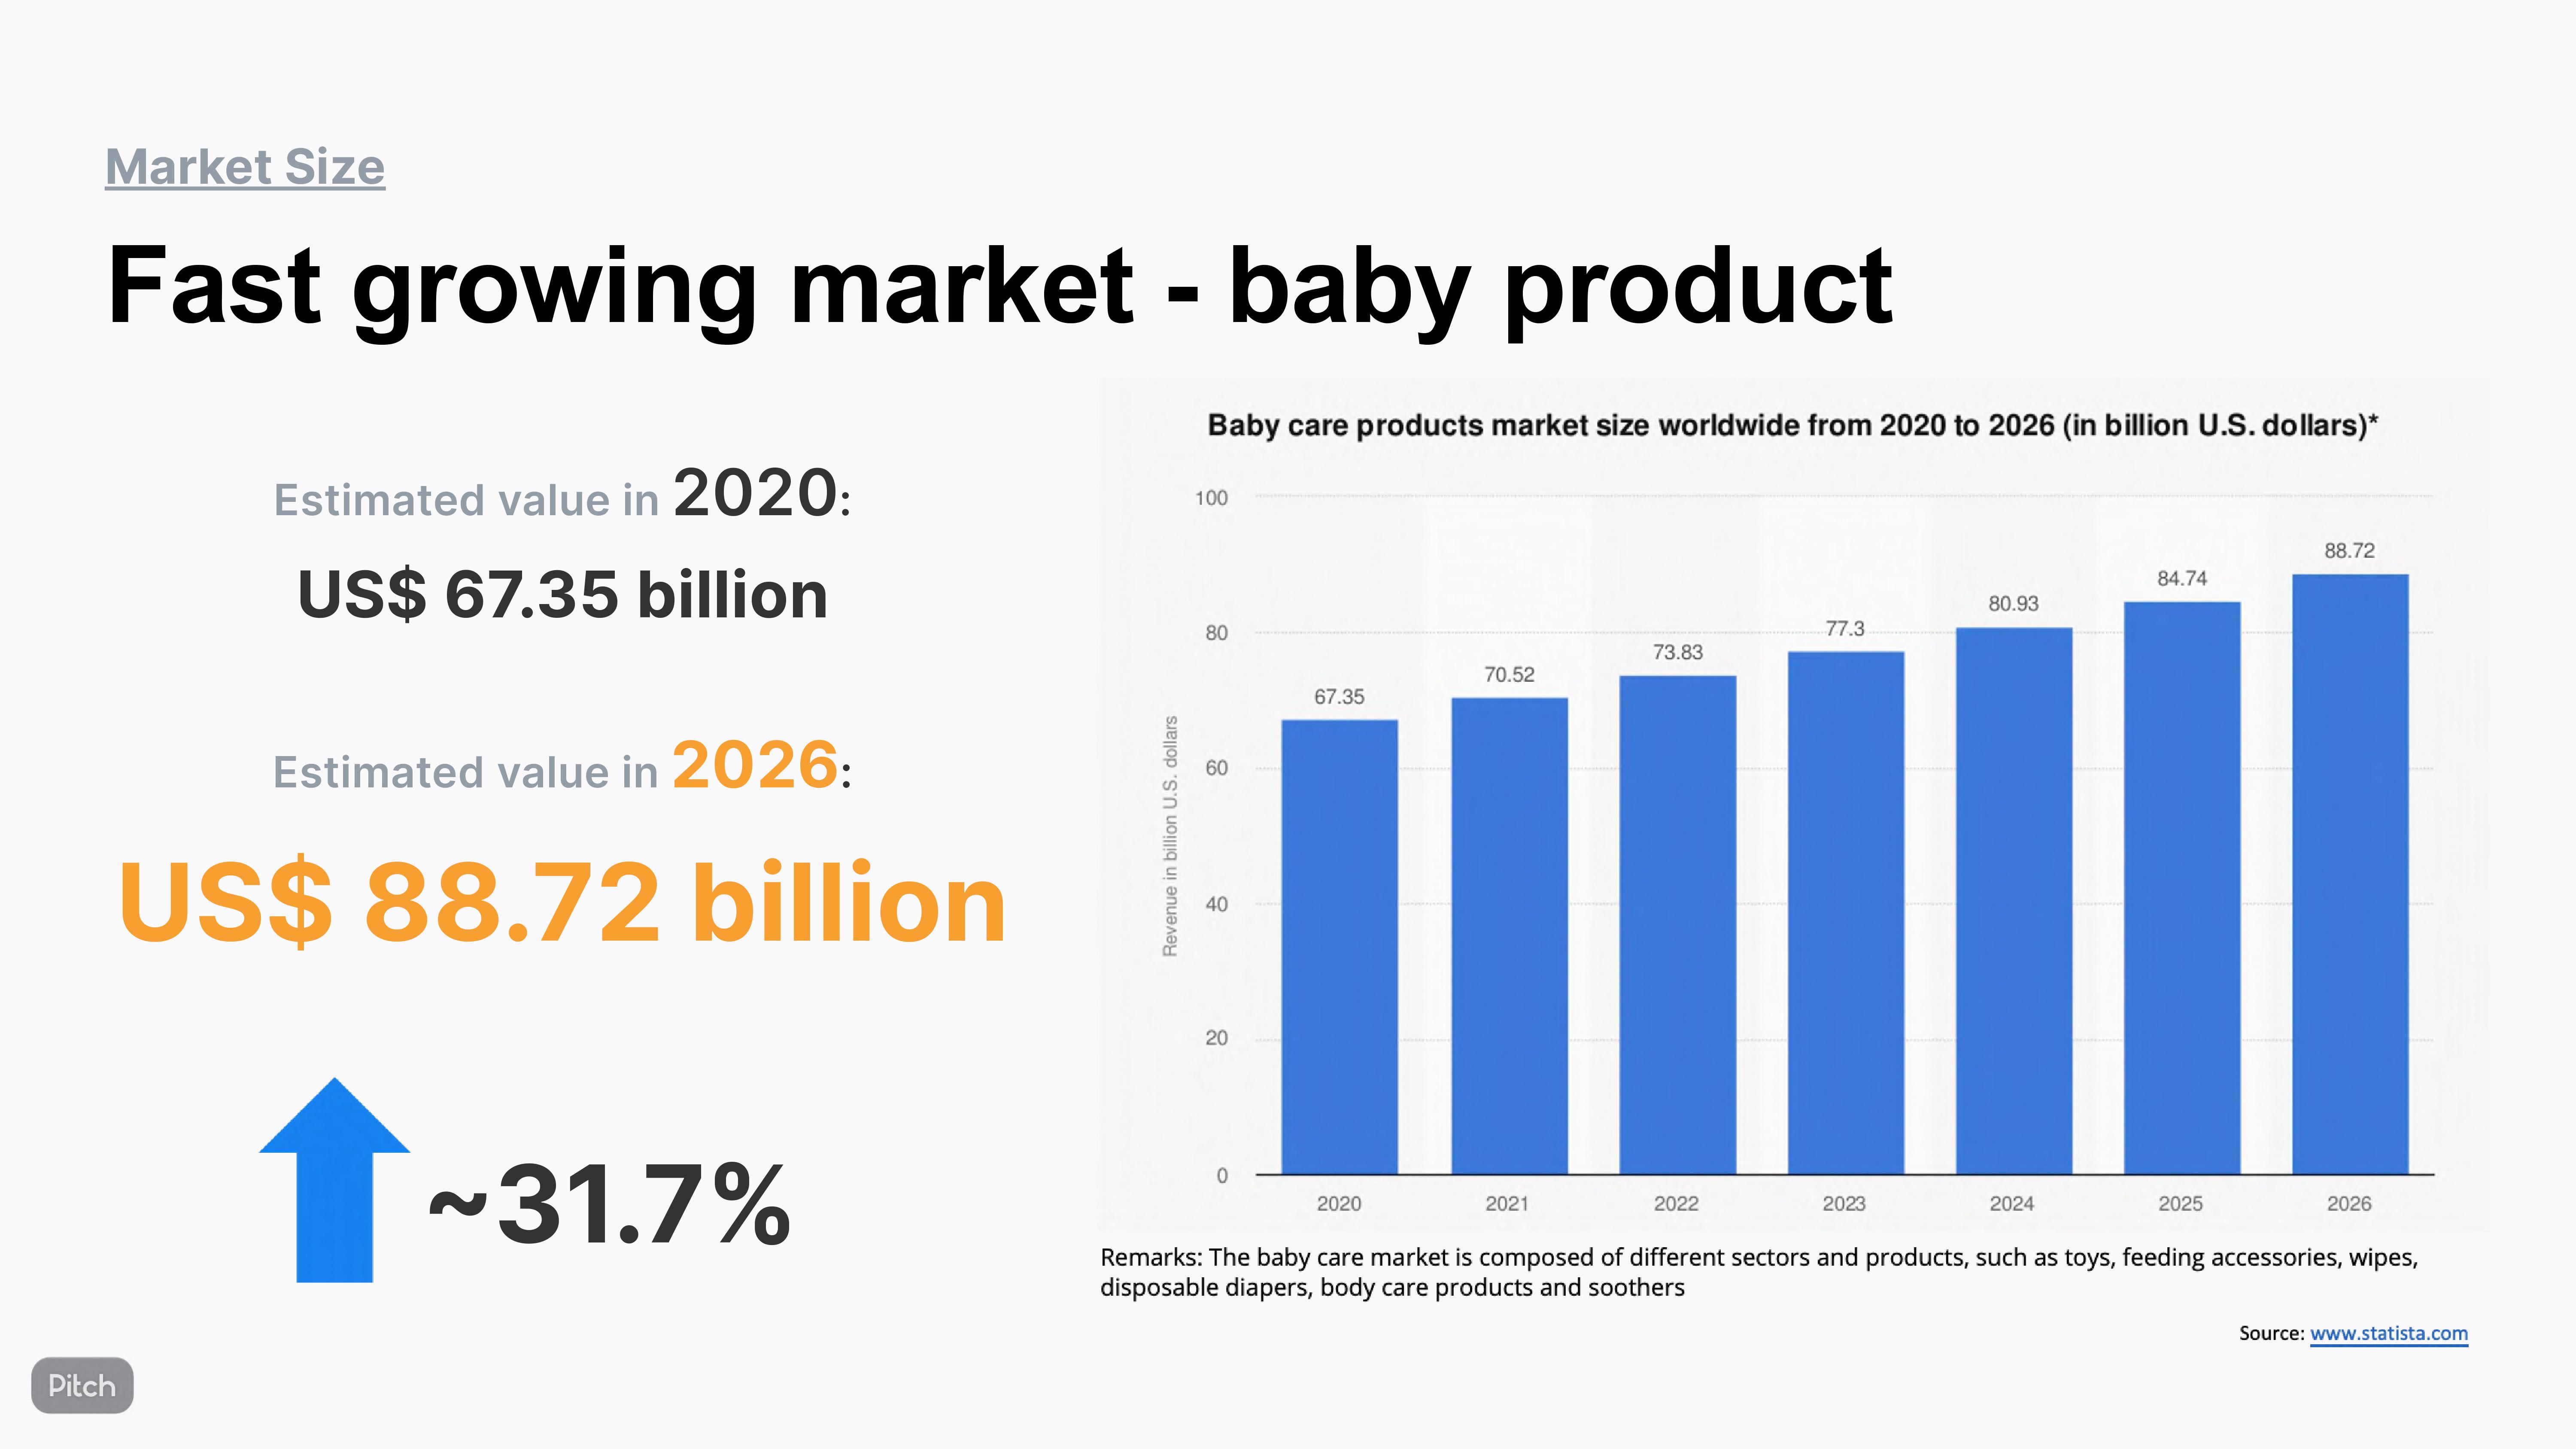 Market Size
Fast growing market - baby product
Estimated value in 2020:
US$ 67.35 billion
Estimated value in 2026:
US$ 88.72 billion
~31.7%
Baby care products market size worldwide from 2020 to 2026 (in billion U.S. dollars)*
Revenue in billion U.S. dollars
100
80
60
40
20
0
67.35
70.52
73.83
77.3
80.93
84.74
88.72
2020
2021
2022
2023
2024
2025
2026
Remarks: The baby care market is composed of different sectors and products, such as toys, feeding accessories, wipes,
disposable diapers, body care products and soothers
Source: www.statista.com
Pitch